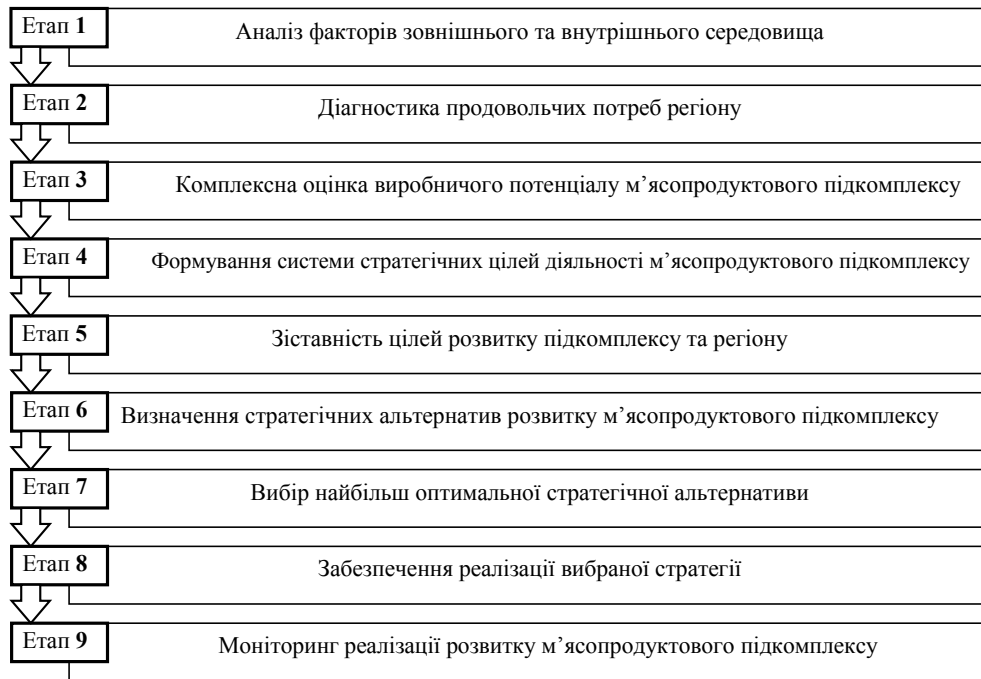 Етап 1
Аналіз факторів зовнішнього та внутрішнього середовища
Етап 2
Діагностика продовольчих потреб регіону
Етап 3
Комплексна оцінка виробничого потенціалу м’ясопродуктового підкомплексу
Етап 4
Формування системи стратегічних цілей діяльності м’ясопродуктового підкомплексу
Етап 5
Зіставність цілей розвитку підкомплексу та регіону
Етап 6
Визначення стратегічних альтернатив розвитку м’ясопродуктового підкомплексу
Етап 7
Вибір найбільш оптимальної стратегічної альтернативи
Етап 8
Забезпечення реалізації вибраної стратегії
Етап 9
Моніторинг реалізації розвитку м’ясопродуктового підкомплексу